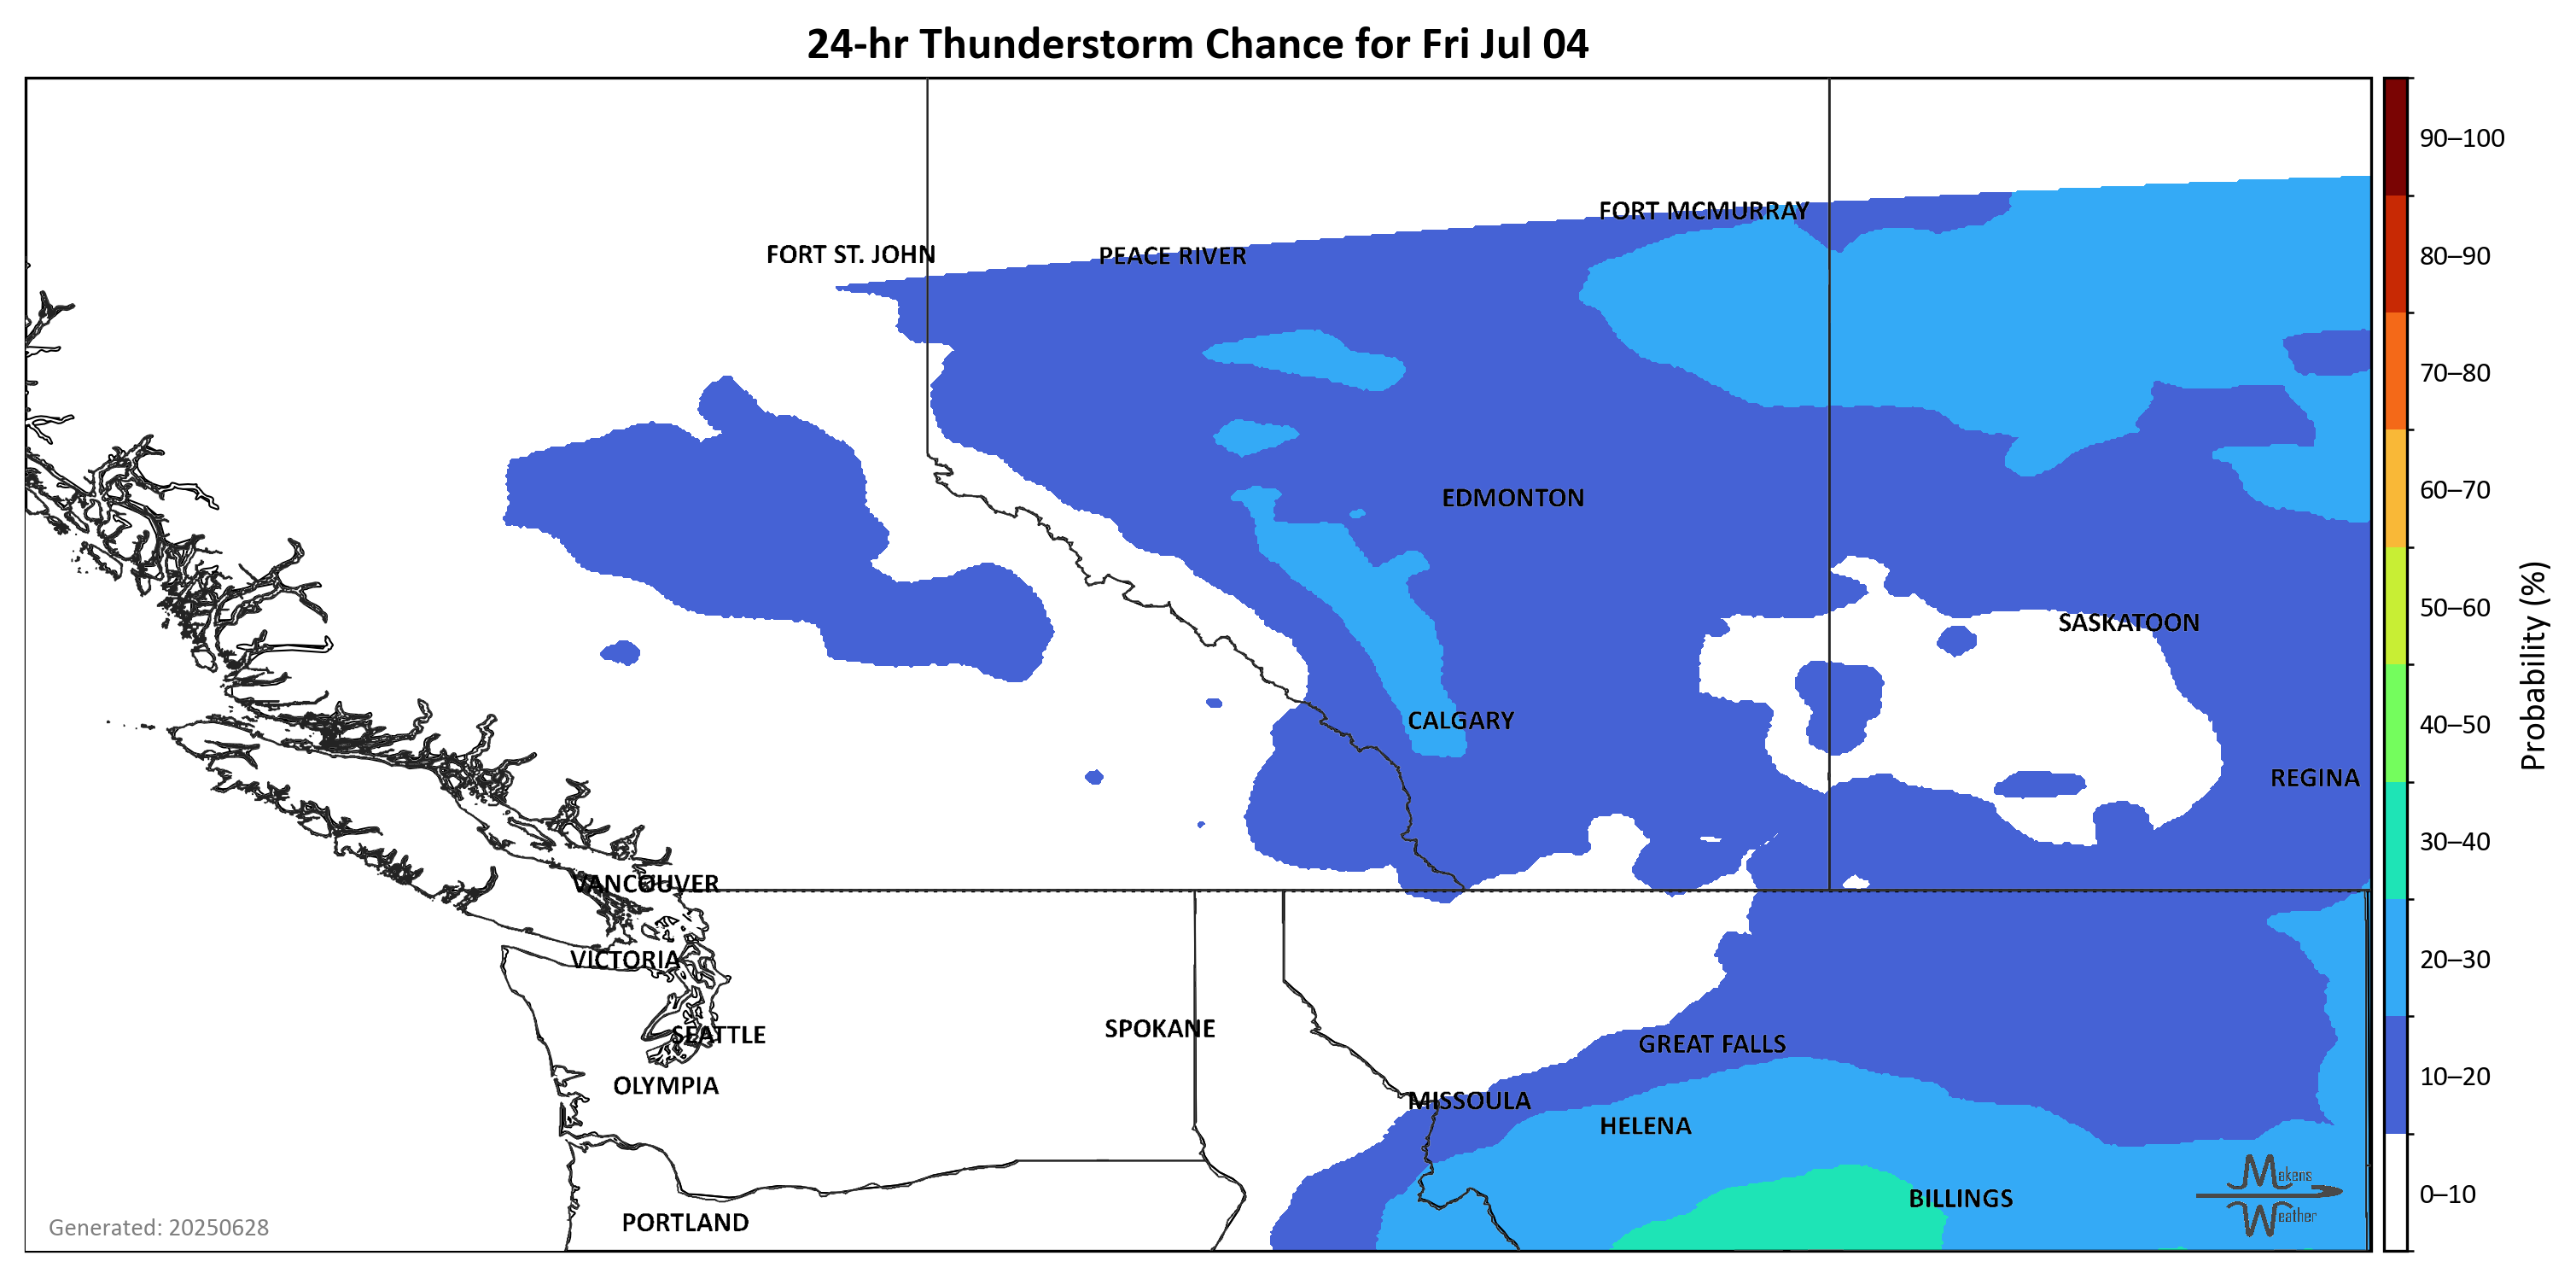 24-hr Thunderstorm Chance for Fri Jul 04
FORT MCMURRAY
FORT ST. JOHN
PEACE RIVER
EDMONTON
SASKATOON
CALGARY
REGINA
VANCOUVER
VICTORIA
SEATTLE
SPOKANE
GREAT FALLS
OLYMPIA
MISSOULA
HELENA
BILLINGS
PORTLAND
Generated: 20250628
Makens
Weather
90–100
80–90
70–80
60–70
50–60
40–50
30–40
20–30
10–20
0–10
Probability (%)